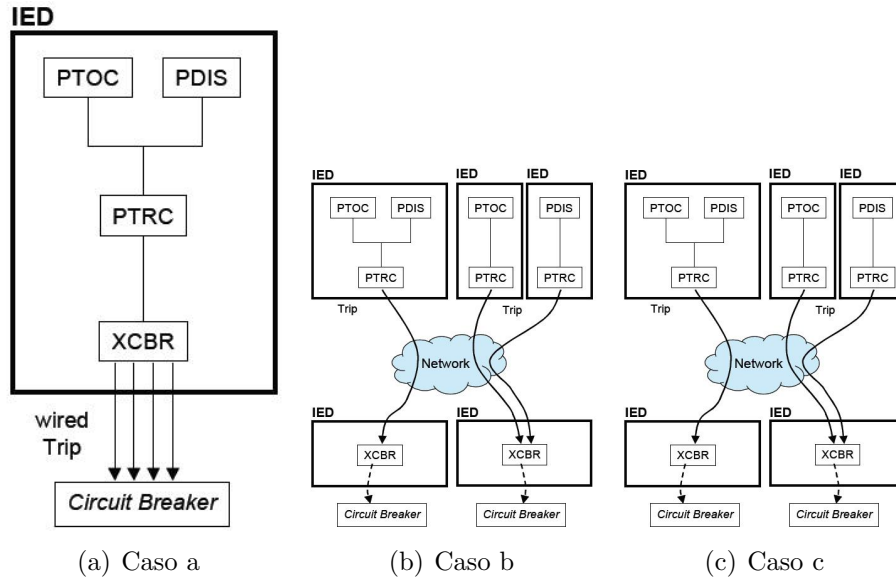 IED
PTOC PDIS
PTRC
XCBR
wired
Trip
Circuit Breaker
(a) Caso a
IED IED IED
PTOC PDIS PTOC PDIS
PTRC PTRC PTRC
Trip Trip
Network
IED IED
XCBR XCBR
Circuit Breaker Circuit Breaker
(b) Caso b
IED IED IED
PTOC PDIS PTOC PDIS
PTRC PTRC PTRC
Trip Trip
Network
IED IED
XCBR XCBR
Circuit Breaker Circuit Breaker
(c) Caso c